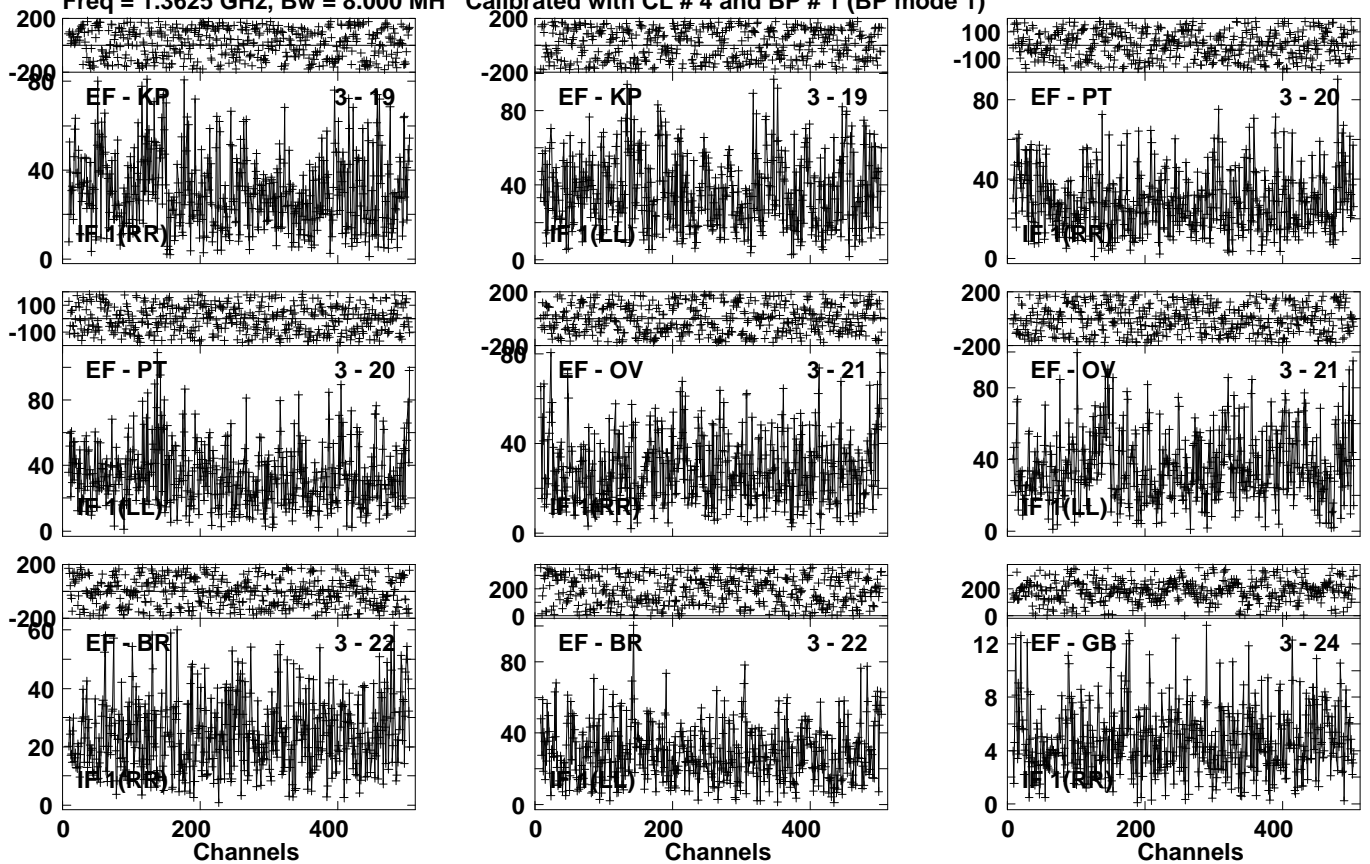 Freq = 1.3625 GHz, Bw = 8.000 MH Calibrated with CL # 4 and BP # 1 (BP mode 1)
200 200 100
-200 -200 -100
80 80 80
40 40 40
0 0 0
EF - KP 3 - 19 EF - KP 3 - 19 EF - PT 3 - 20
IF 1(RR) IF 1(LL) IF 1(RR)
100 200 200
-100 -200 -200
80 80 80
40 40 40
0 0 0
EF - PT 3 - 20 EF - OV 3 - 21 EF - OV 3 - 21
IF 1(LL) IF 1(RR) IF 1(LL)
200 200 200
-200 0 0
60 80 12
40 40 8
20 0 4
0 0
EF - BR 3 - 22 EF - BR 3 - 22 EF - GB 3 - 24
IF 1(RR) IF 1(LL) IF 1(RR)
0 200 400 0 200 400 0 200 400
Channels Channels Channels